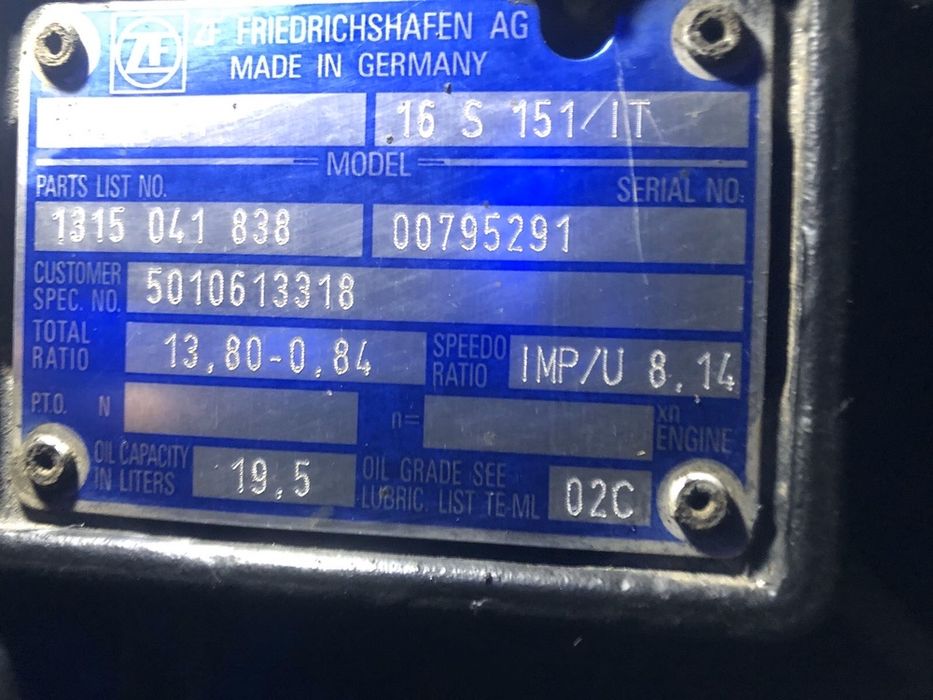 ZF ZF FRIEDRICHSHAFEN AG
MADE IN GERMANY
16 S 151/IT
MODEL
PARTS LIST NO. SERIAL NO.
1315 041 838 00795291
CUSTOMER SPEC. NO. 5010613318
TOTAL RATIO 13,80-0,84 SPEEDO RATIO IMP/U 8,14
P.T.O. N n= xn ENGINE
OIL CAPACITY IN LITERS 19,5 OIL GRADE SEE LUBRIC. LIST TE-ML 02C